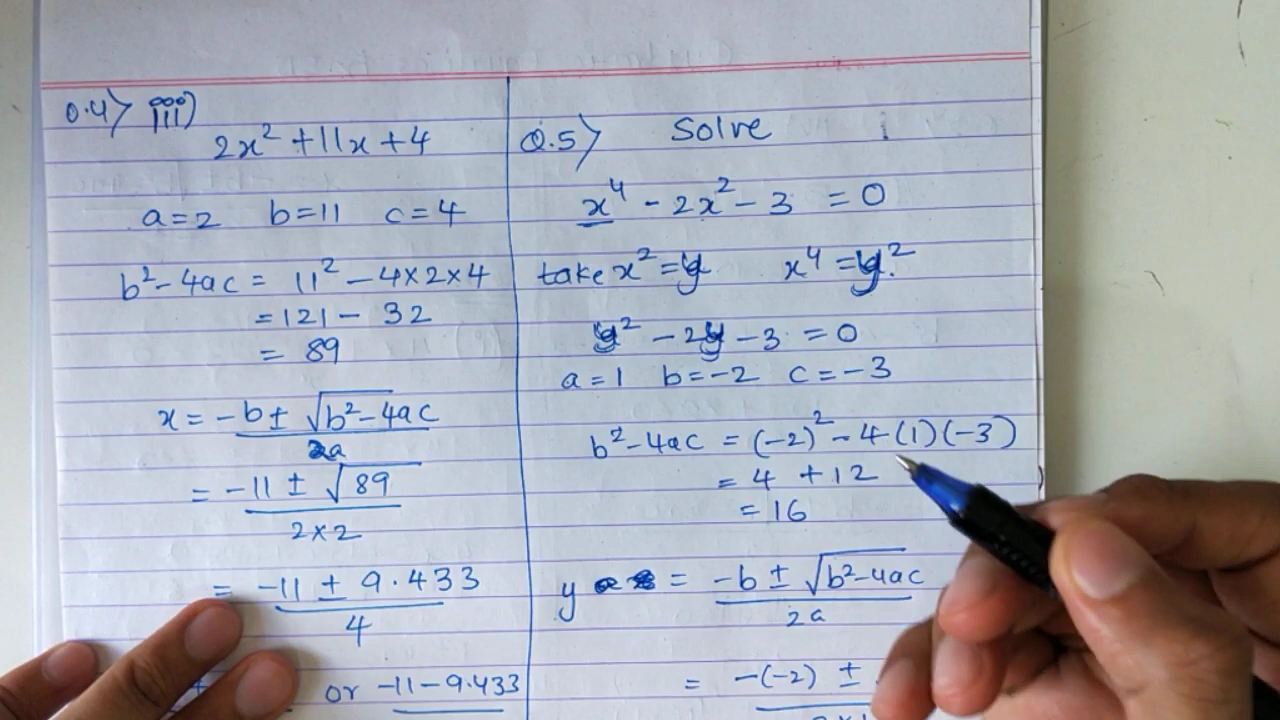 Q.4> iii)
2x² + 11x + 4
a = 2 b = 11 c = 4
b² - 4ac = 11² - 4×2×4
= 121 - 32
= 89
x = -b ± √b² - 4ac
2a
= -11 ± √89
2×2
= -11 ± 9.433
4
or -11 - 9.433
Q.5> Solve
x⁴ - 2x² - 3 = 0
take x² = y x⁴ = y²
y² - 2y - 3 = 0
a = 1 b = -2 c = -3
b² - 4ac = (-2)² - 4(1)(-3)
= 4 + 12
= 16
y = -b ± √b² - 4ac
2a
= -(-2) ±